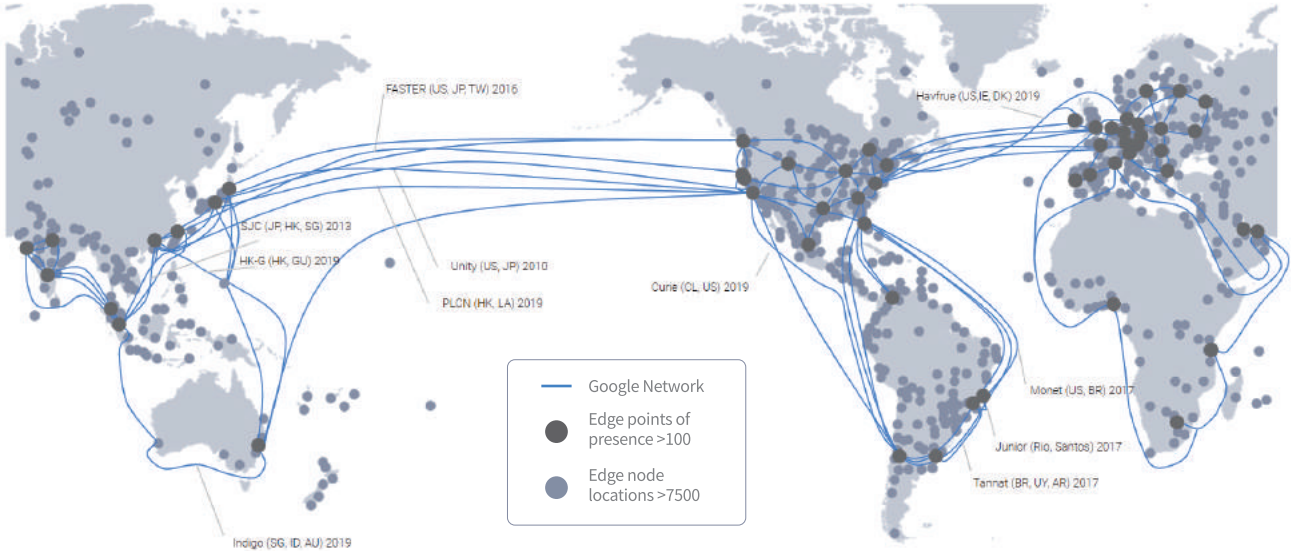 FASTER (US, JP, TW) 2016
Havfrue (US,IE, DK) 2019
SJC (JP, HK, SG) 2013
HK-G (HK, GU) 2019
Unity (US, JP) 2010
PLCN (HK, LA) 2019
Curie (CL, US) 2019
Google Network
Edge points of
presence >100
Edge node
locations >7500
Monet (US, BR) 2017
Junior (Rio, Santos) 2017
Tannat (BR, UY, AR) 2017
Indigo (SG, ID, AU) 2019